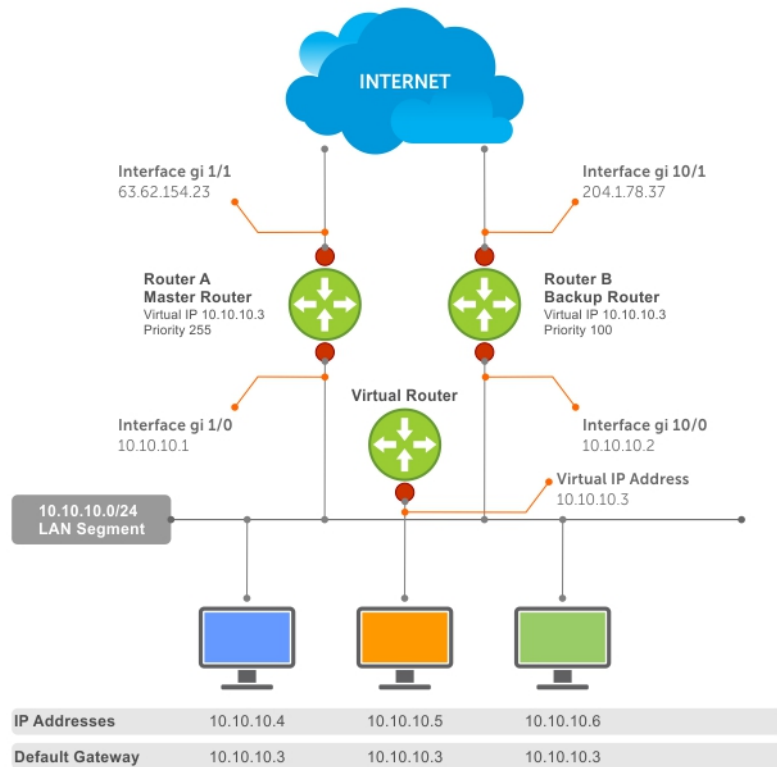 INTERNET
Interface gi 1/1
63.62.154.23
Interface gi 10/1
204.1.78.37
Router A
Master Router
Virtual IP 10.10.10.3
Priority 255
Router B
Backup Router
Virtual IP 10.10.10.3
Priority 100
Virtual Router
Interface gi 1/0
10.10.10.1
Interface gi 10/0
10.10.10.2
Virtual IP Address
10.10.10.3
10.10.10.0/24
LAN Segment
IP Addresses 10.10.10.4 10.10.10.5 10.10.10.6
Default Gateway 10.10.10.3 10.10.10.3 10.10.10.3